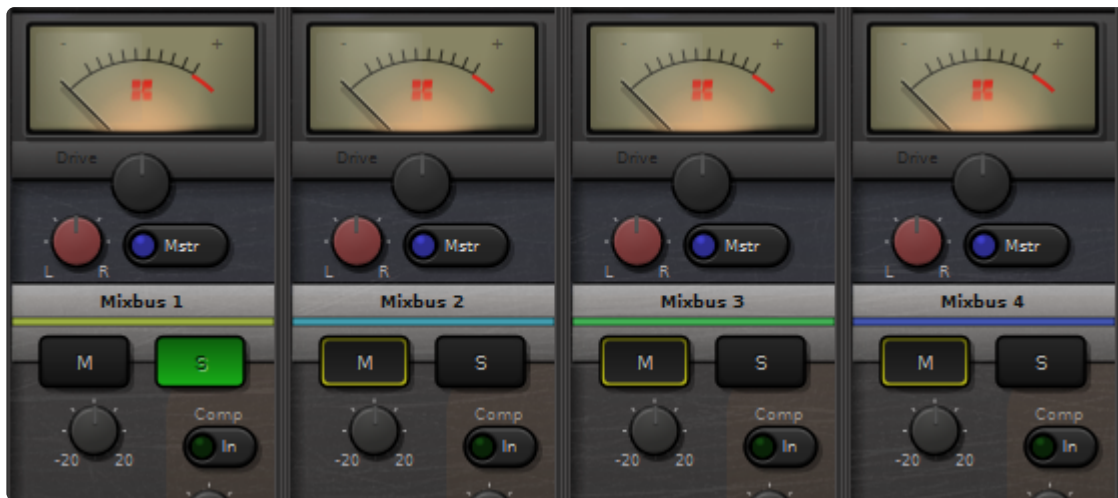 - + - + - + - +
Drive Drive Drive Drive
Mstr Mstr Mstr Mstr
L R L R L R L R
Mixbus 1 Mixbus 2 Mixbus 3 Mixbus 4
M S M S M S M S
Comp Comp Comp Comp
In In In In
-20 20 -20 20 -20 20 -20 20